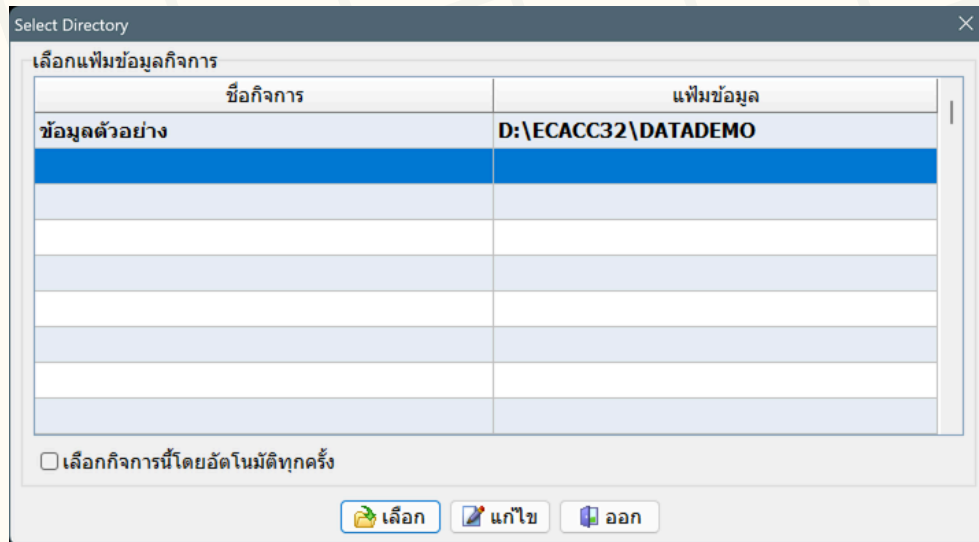 Select Directory
เลือกแฟ้มข้อมูลกิจการ
ชื่อกิจการ แฟ้มข้อมูล
ข้อมูลตัวอย่าง D:\ECACC32\DATADEMO
เลือกกิจการนี้โดยอัตโนมัติทุกครั้ง
เลือก แก้ไข ออก